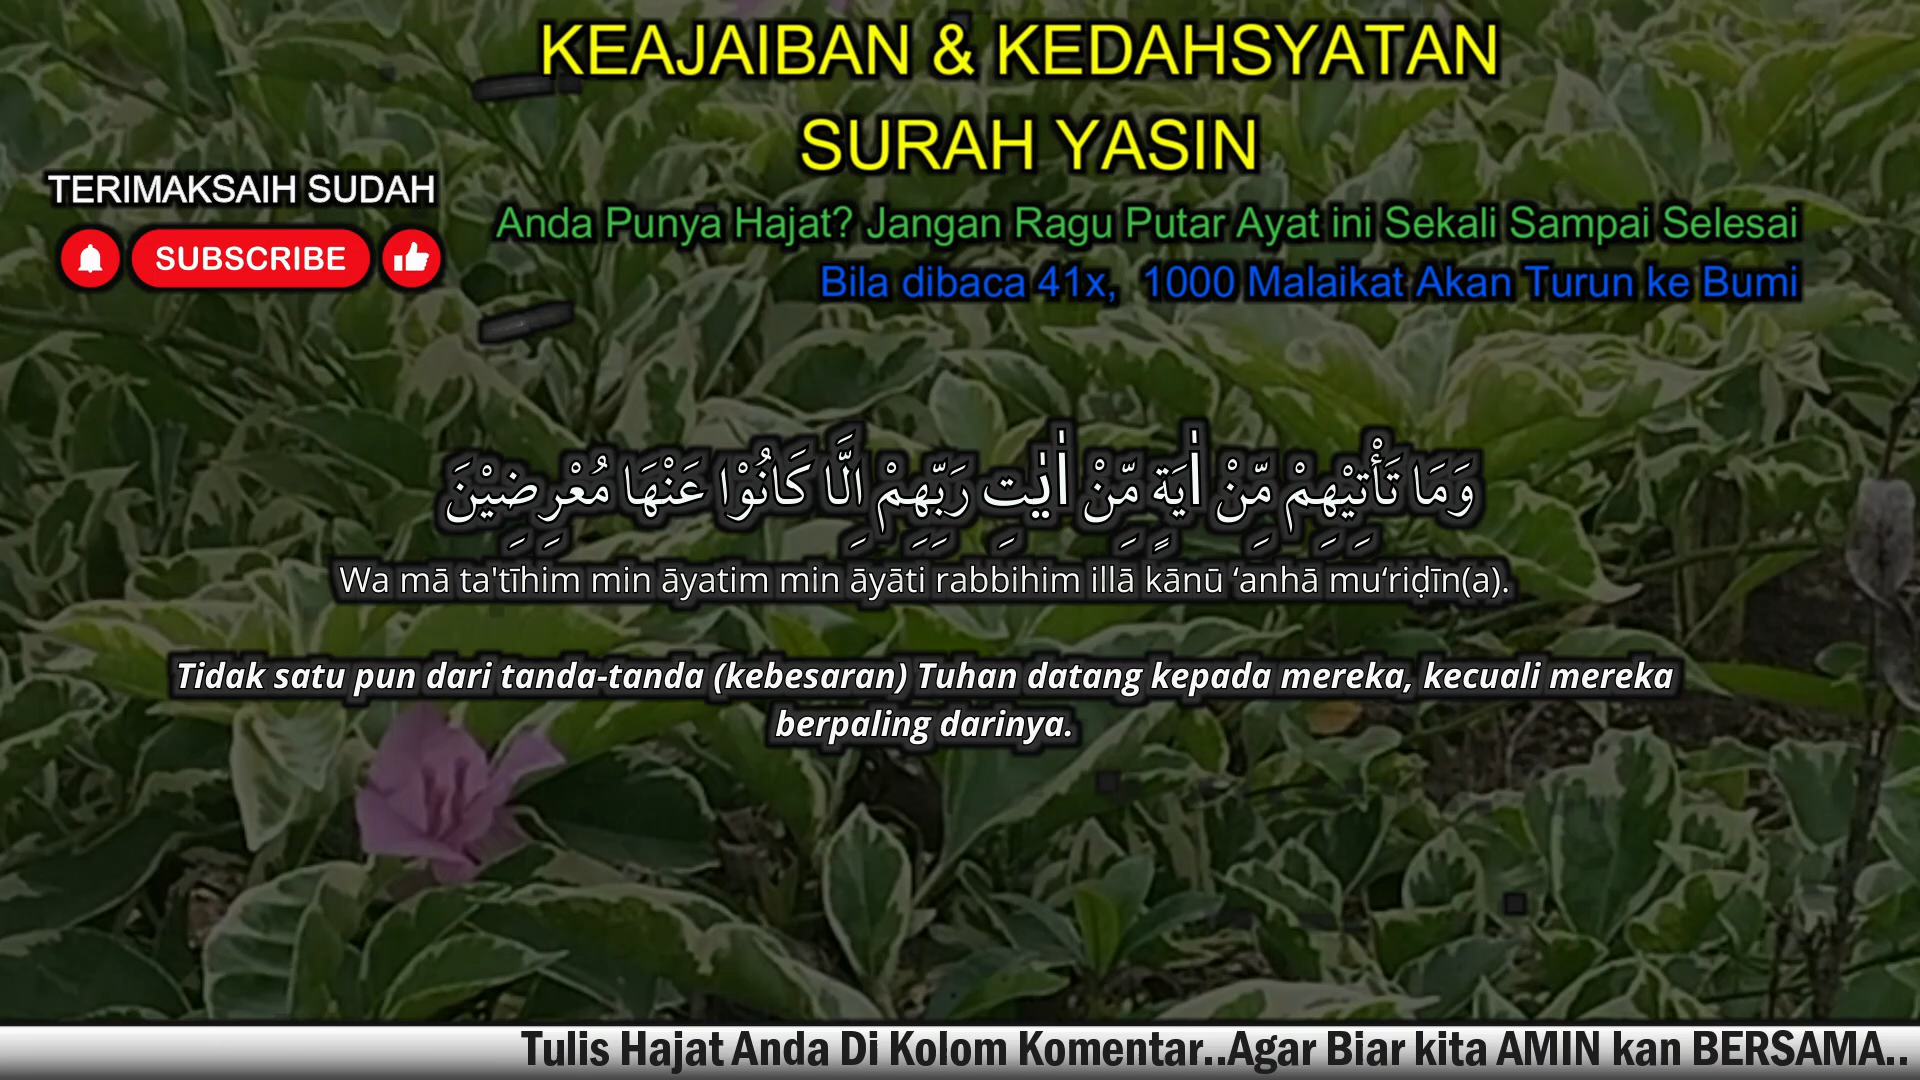 KEAJAIBAN & KEDAHSYATAN
SURAH YASIN
TERIMAKSAIH SUDAH
SUBSCRIBE
Anda Punya Hajat? Jangan Ragu Putar Ayat ini Sekali Sampai Selesai
Bila dibaca 41x, 1000 Malaikat Akan Turun ke Bumi
وَمَا تَأْتِيْهِمْ مِّنْ اٰيَةٍ مِّنْ اٰيٰتِ رَبِّهِمْ اِلَّا كَانُوْا عَنْهَا مُعْرِضِيْنَ
Wa mā ta'tīhim min āyatim min āyāti rabbihim illā kānū ‘anhā mu‘riḍīn(a).
Tidak satu pun dari tanda-tanda (kebesaran) Tuhan datang kepada mereka, kecuali mereka
berpaling darinya.
Tulis Hajat Anda Di Kolom Komentar..Agar Biar kita AMIN kan BERSAMA..